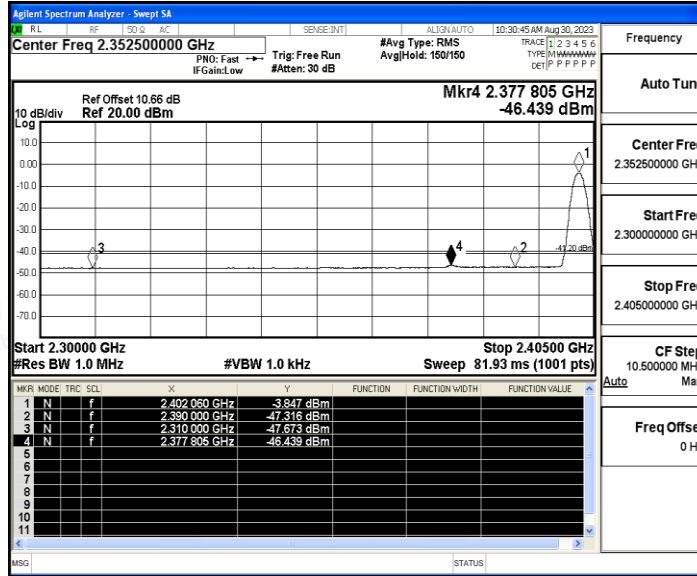 Agilent Spectrum Analyzer - Swept SA
RL RF 50 Ω AC SENSE:INT ALIGN AUTO 10:30:45 AM Aug 30, 2023
Center Freq 2.352500000 GHz
PNO: Fast
IFGain:Low
Trig: Free Run
#Atten: 30 dB
#Avg Type: RMS
Avg|Hold: 150/150
TRACE 1 2 3 4 5 6
TYPE M
DET P P P P P P
Ref Offset 10.66 dB
Ref 20.00 dBm
10 dB/div
Log
Mkr4 2.377 805 GHz
-46.439 dBm
10.0
0.00
-10.0
-20.0
-30.0
-40.0
-50.0
-60.0
-70.0
1
2
3
4
-41.20 dBm
Start 2.30000 GHz
#Res BW 1.0 MHz
#VBW 1.0 kHz
Stop 2.40500 GHz
Sweep 81.93 ms (1001 pts)
MKR MODE TRC SCL X Y FUNCTION FUNCTION WIDTH FUNCTION VALUE
1 N f 2.402 060 GHz -3.847 dBm
2 N f 2.390 000 GHz -47.316 dBm
3 N f 2.310 000 GHz -47.673 dBm
4 N f 2.377 805 GHz -46.439 dBm
5
6
7
8
9
10
11
MSG STATUS
Frequency
Auto Tun
Center Fre
2.352500000 GH
Start Fre
2.300000000 GH
Stop Fre
2.405000000 GH
CF Step
10.500000 MH
Auto Ma
Freq Offse
0 H